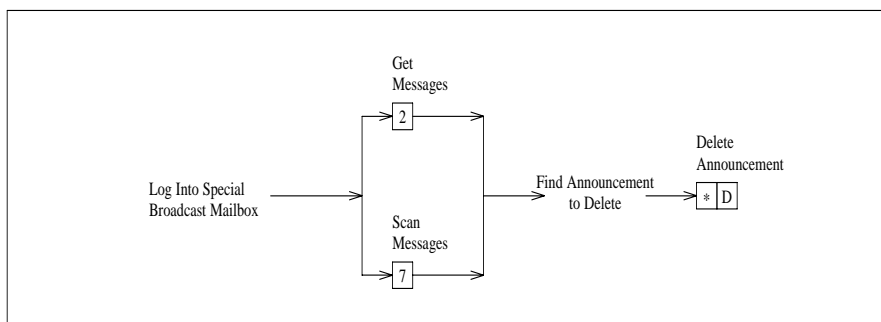 Get
Messages
2
Log Into Special
Broadcast Mailbox
Scan
Messages
7
Find Announcement
to Delete
Delete
Announcement
* D